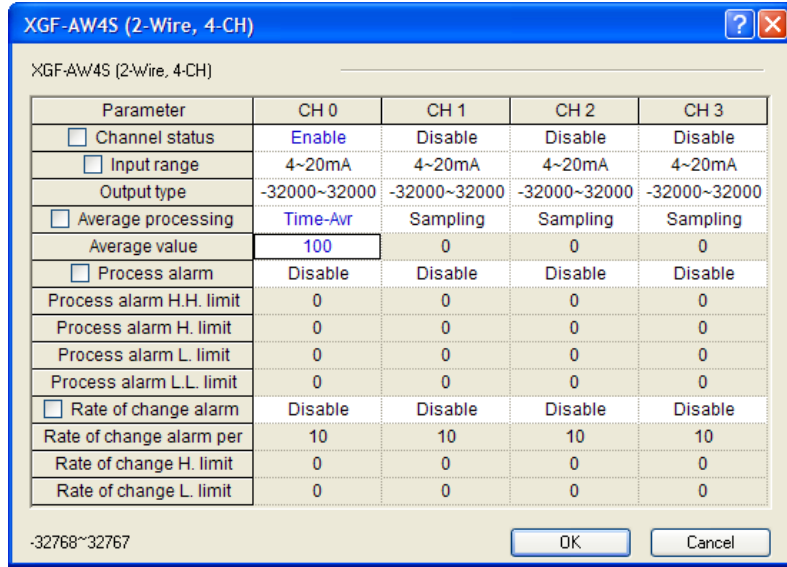 XGF-AW4S (2-Wire, 4-CH)
XGF-AW4S (2-Wire, 4-CH)
Parameter CH 0 CH 1 CH 2 CH 3
Channel status Enable Disable Disable Disable
Input range 4~20mA 4~20mA 4~20mA 4~20mA
Output type -32000~32000 -32000~32000 -32000~32000 -32000~32000
Average processing Time-Avr Sampling Sampling Sampling
Average value 100 0 0 0
Process alarm Disable Disable Disable Disable
Process alarm H.H. limit 0 0 0 0
Process alarm H. limit 0 0 0 0
Process alarm L. limit 0 0 0 0
Process alarm L.L. limit 0 0 0 0
Rate of change alarm Disable Disable Disable Disable
Rate of change alarm per 10 10 10 10
Rate of change H. limit 0 0 0 0
Rate of change L. limit 0 0 0 0
-32768~32767 OK Cancel